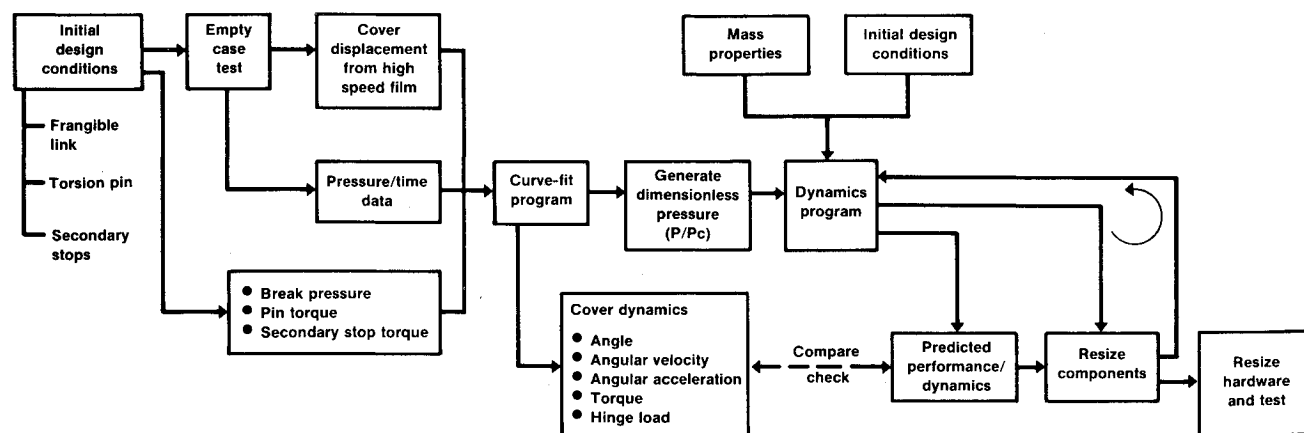 Initial
design
conditions
Frangible
link
Torsion pin
Secondary
stops
Empty
case
test
Cover
displacement
from high
speed film
Pressure/time
data
● Break pressure
● Pin torque
● Secondary stop torque
Curve-fit
program
Generate
dimensionless
pressure
(P/Pc)
Mass
properties
Initial design
conditions
Dynamics
program
Cover dynamics
● Angle
● Angular velocity
● Angular acceleration
● Torque
● Hinge load
Compare
check
Predicted
performance/
dynamics
Resize
components
Resize
hardware
and test